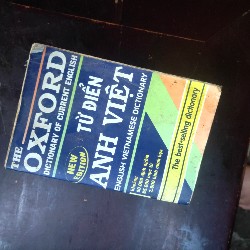 THE
OXFORD
DICTIONARY OF CURRENT ENGLISH
NEW
EDITION
TỪ ĐIỂN
ANH VIỆT
ENGLISH VIETNAMESE DICTIONARY
The best-selling dictionary